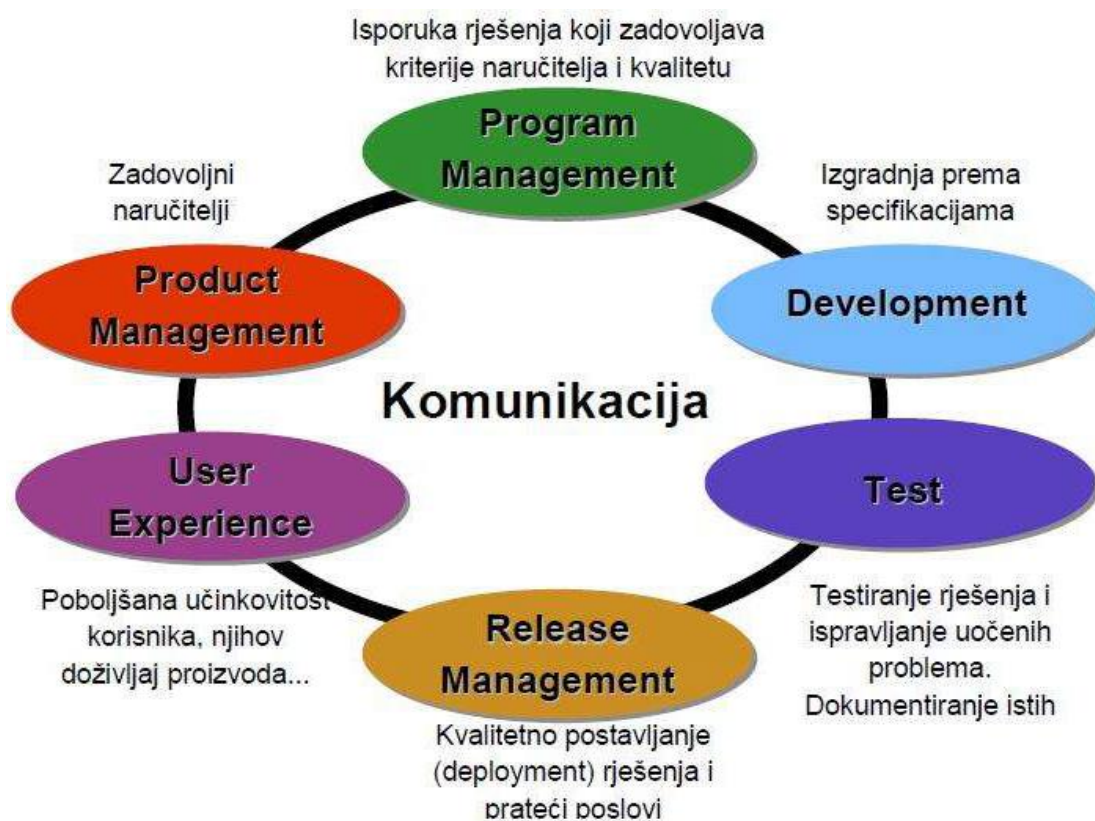 Isporuka rješenja koji zadovoljava
kriterije naručitelja i kvalitetu
Program
Management
Zadovoljni
naručitelji
Izgradnja prema
specifikacijama
Product
Management
Development
Komunikacija
User
Experience
Test
Poboljšana učinkovitost
korisnika, njihov
doživljaj proizvoda...
Release
Management
Testiranje rješenja i
ispravljanje uočenih
problema.
Dokumentiranje istih
Kvalitetno postavljanje
(deployment) rješenja i
prateći poslovi